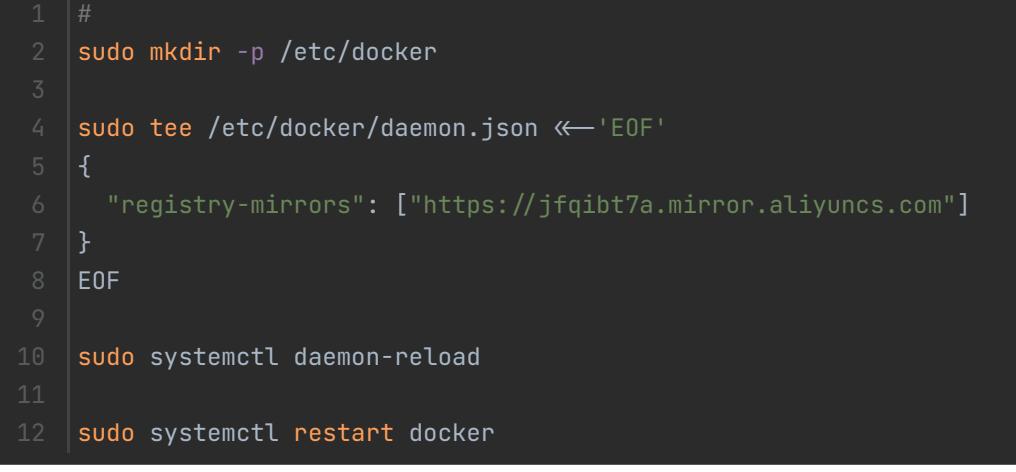 1 #
2 sudo mkdir -p /etc/docker
3
4 sudo tee /etc/docker/daemon.json <<-'EOF'
5 {
6   "registry-mirrors": ["https://jfqibt7a.mirror.aliyuncs.com"]
7 }
8 EOF
9
10 sudo systemctl daemon-reload
11
12 sudo systemctl restart docker